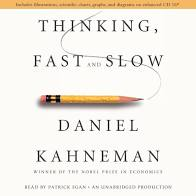 Includes illustrations, scientific charts, graphs, and diagrams on enhanced CD 16*
THINKING,
FAST AND SLOW
DANIEL
KAHNEMAN
WINNER OF THE NOBEL PRIZE IN ECONOMICS
READ BY PATRICK EGAN • AN UNABRIDGED PRODUCTION